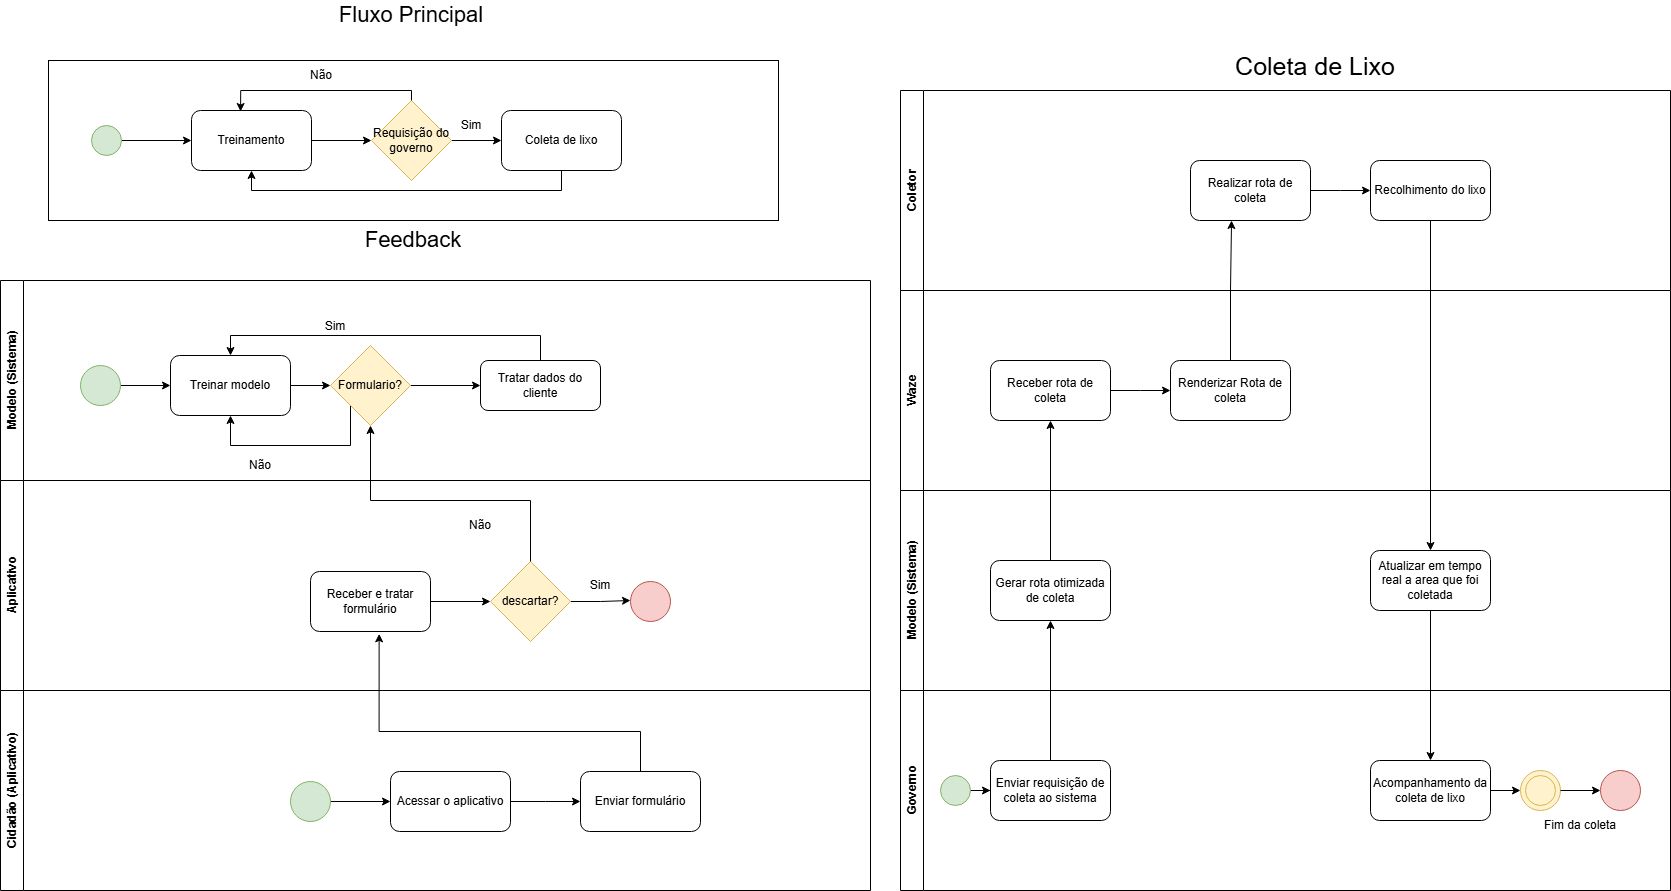 Fluxo Principal
Não
Treinamento
Requisição do
governo
Sim
Coleta de lixo
Feedback
Modelo (Sistema)
Sim
Treinar modelo
Formulario?
Tratar dados do
cliente
Não
Aplicativo
Não
Receber e tratar
formulário
descartar?
Sim
Cidadão (Aplicativo)
Acessar o aplicativo
Enviar formulário
Coleta de Lixo
Coletor
Realizar rota de
coleta
Recolhimento do lixo
Waze
Receber rota de
coleta
Renderizar Rota de
coleta
Modelo (Sistema)
Gerar rota otimizada
de coleta
Atualizar em tempo
real a area que foi
coletada
Governo
Enviar requisição de
coleta ao sistema
Acompanhamento da
coleta de lixo
Fim da coleta